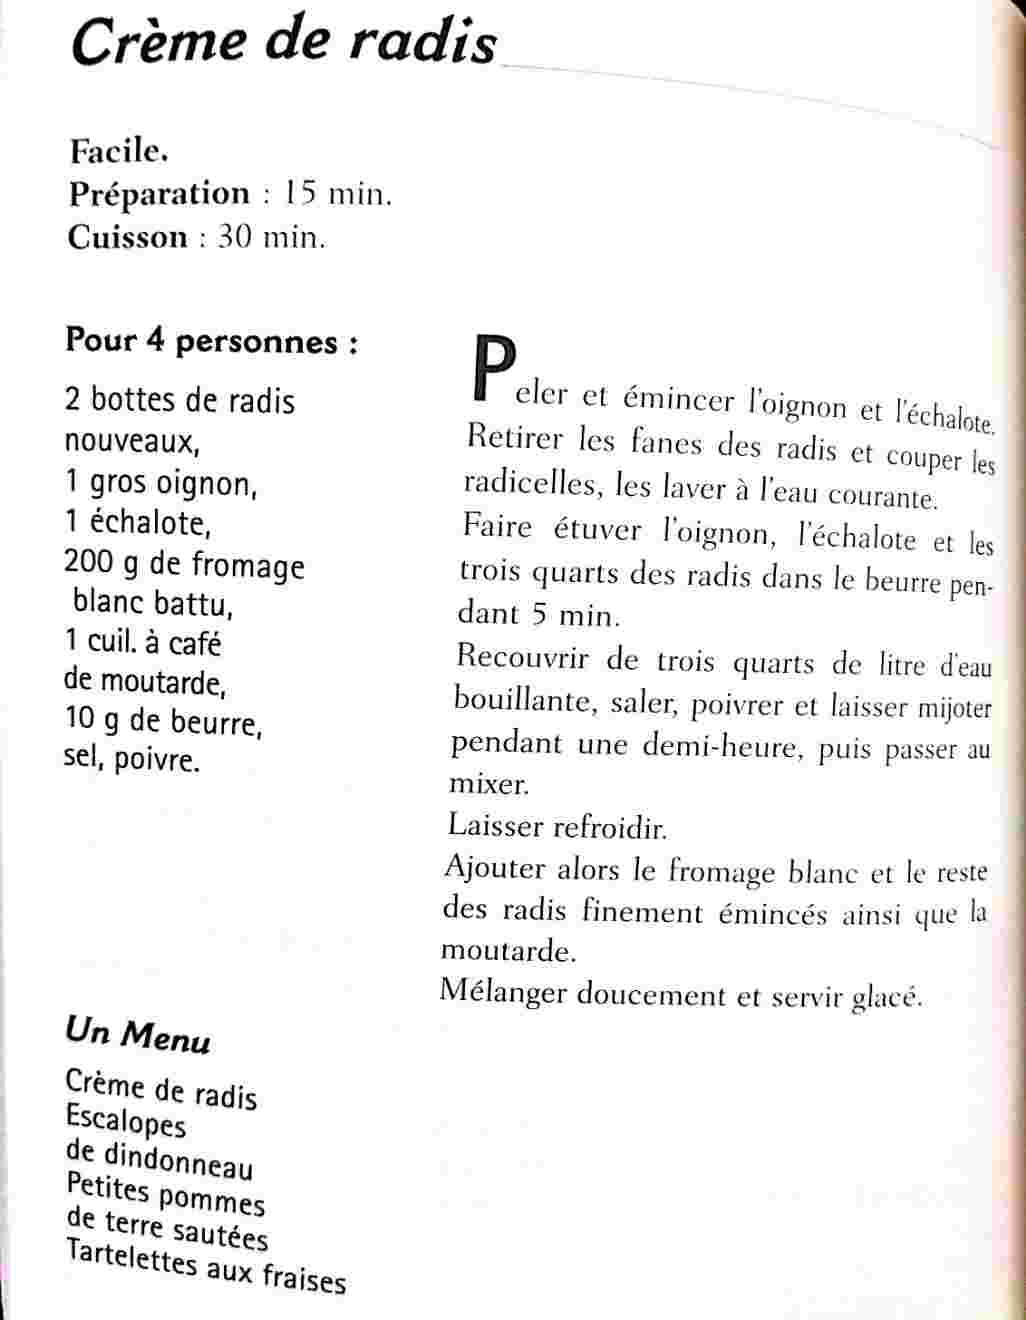 Crème de radis
Facile.
Préparation : 15 min.
Cuisson : 30 min.
Pour 4 personnes :
2 bottes de radis
nouveaux,
1 gros oignon,
1 échalote,
200 g de fromage
blanc battu,
1 cuil. à café
de moutarde,
10 g de beurre,
sel, poivre.
Peler et émincer l'oignon et l'échalote.
Retirer les fanes des radis et couper les
radicelles, les laver à l'eau courante.
Faire étuver l'oignon, l'échalote et les
trois quarts des radis dans le beurre pen-
dant 5 min.
Recouvrir de trois quarts de litre d'eau
bouillante, saler, poivrer et laisser mijoter
pendant une demi-heure, puis passer au
mixer.
Laisser refroidir.
Ajouter alors le fromage blanc et le reste
des radis finement émincés ainsi que la
moutarde.
Mélanger doucement et servir glacé.
Un Menu
Crème de radis
Escalopes
de dindonneau
Petites pommes
de terre sautées
Tartelettes aux fraises